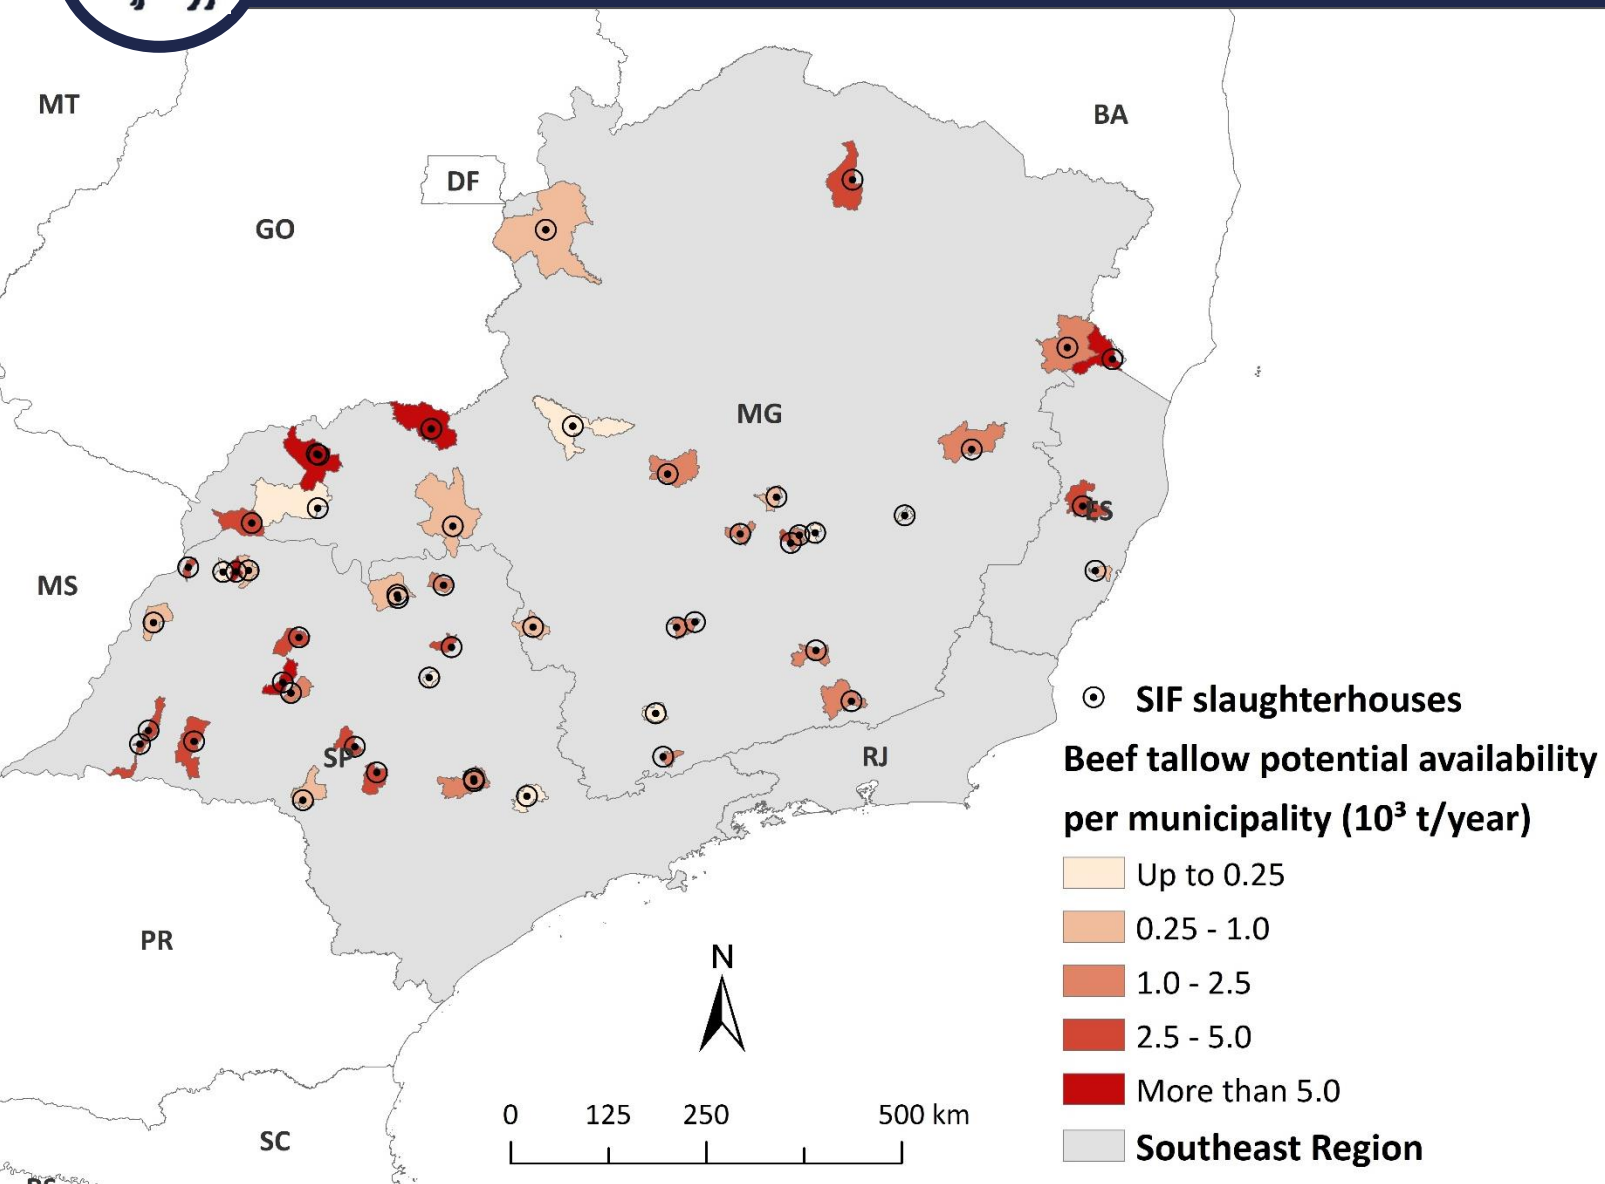 MT
BA
DF
GO
MG
ES
MS
SIF slaughterhouses
SP
RJ
Beef tallow potential availability
per municipality (10³ t/year)
Up to 0.25
0.25 - 1.0
PR
N
1.0 - 2.5
2.5 - 5.0
More than 5.0
0 125 250 500 km
SC
Southeast Region